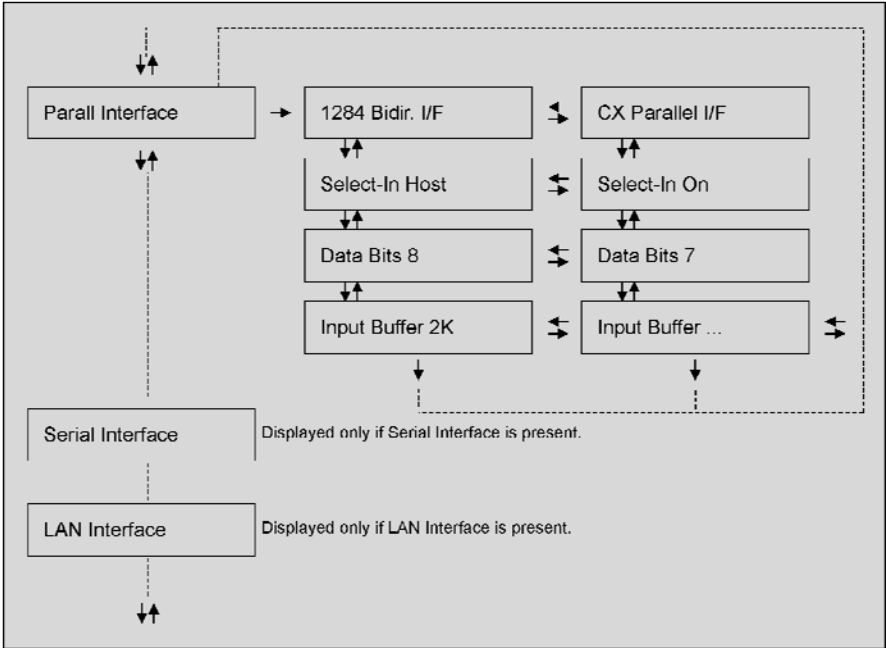 Parall Interface
1284 Bidir. I/F
CX Parallel I/F
Select-In Host
Select-In On
Data Bits 8
Data Bits 7
Input Buffer 2K
Input Buffer ...
Serial Interface
Displayed only if Serial Interface is present.
LAN Interface
Displayed only if LAN Interface is present.